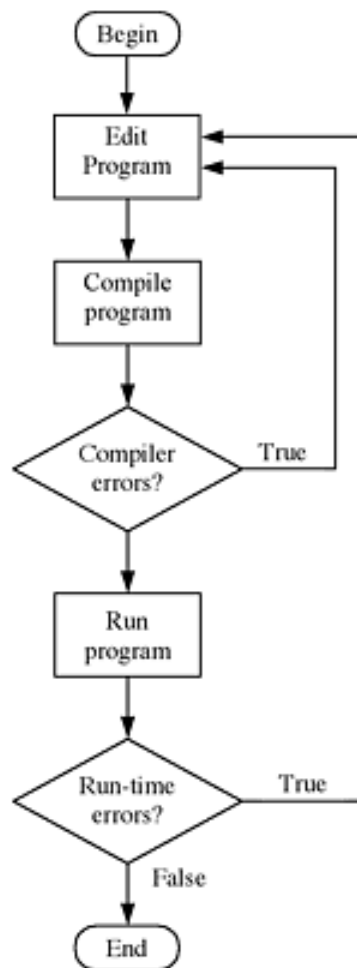 Begin
Edit
Program
Compile
program
Compiler
errors?
True
Run
program
Run-time
errors?
True
False
End